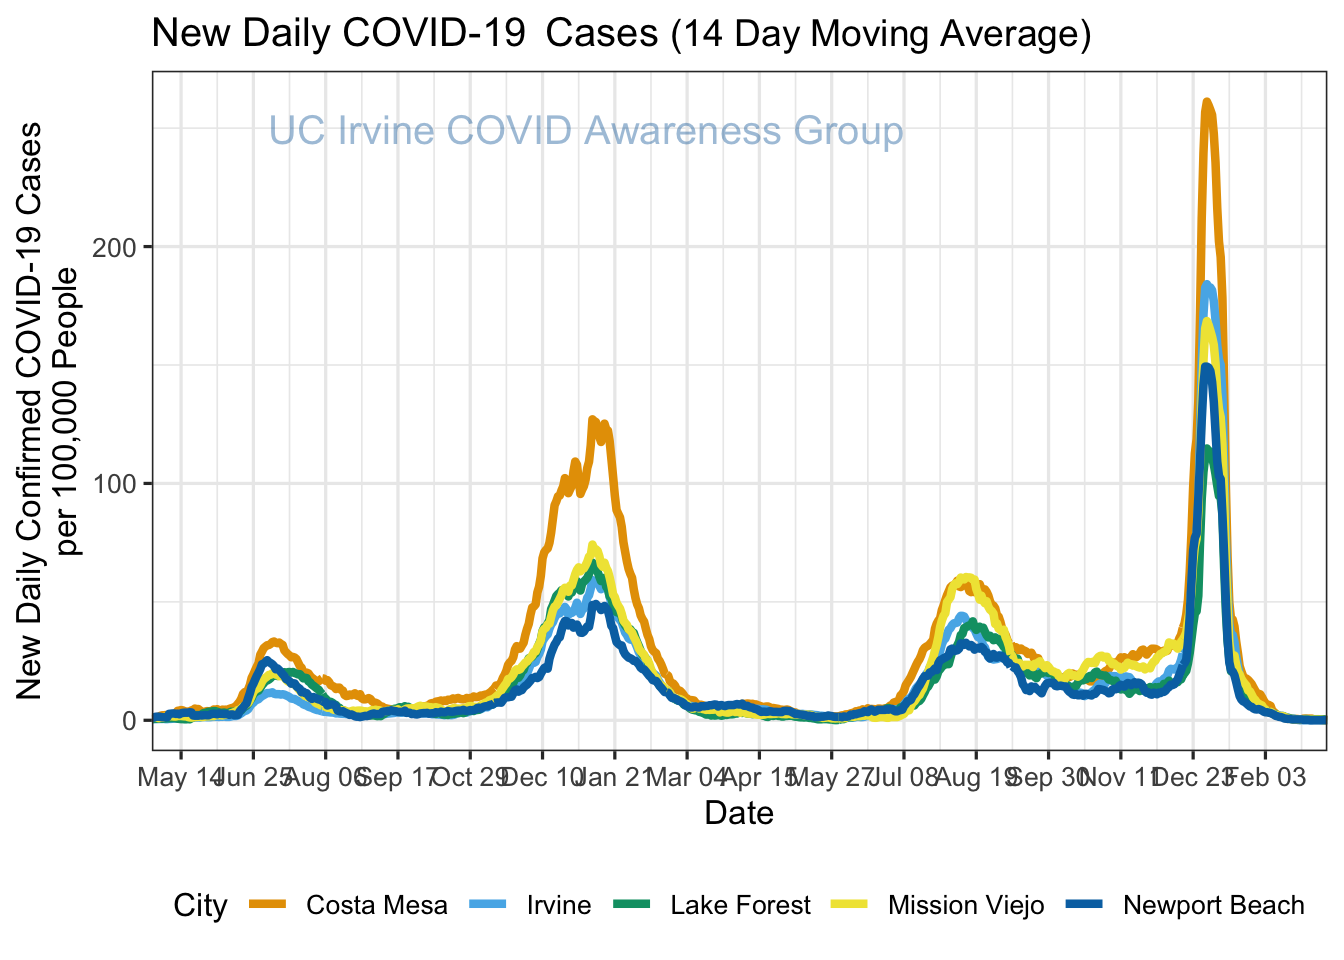 New Daily COVID-19 Cases (14 Day Moving Average)
UC Irvine COVID Awareness Group
New Daily Confirmed COVID-19 Cases
per 100,000 People
200
100
0
May 14 Jun 25 Aug 06 Sep 17 Oct 29 Dec 10 Jan 21 Mar 04 Apr 15 May 27 Jul 08 Aug 19 Sep 30 Nov 11 Dec 23 Feb 03
Date
City Costa Mesa Irvine Lake Forest Mission Viejo Newport Beach